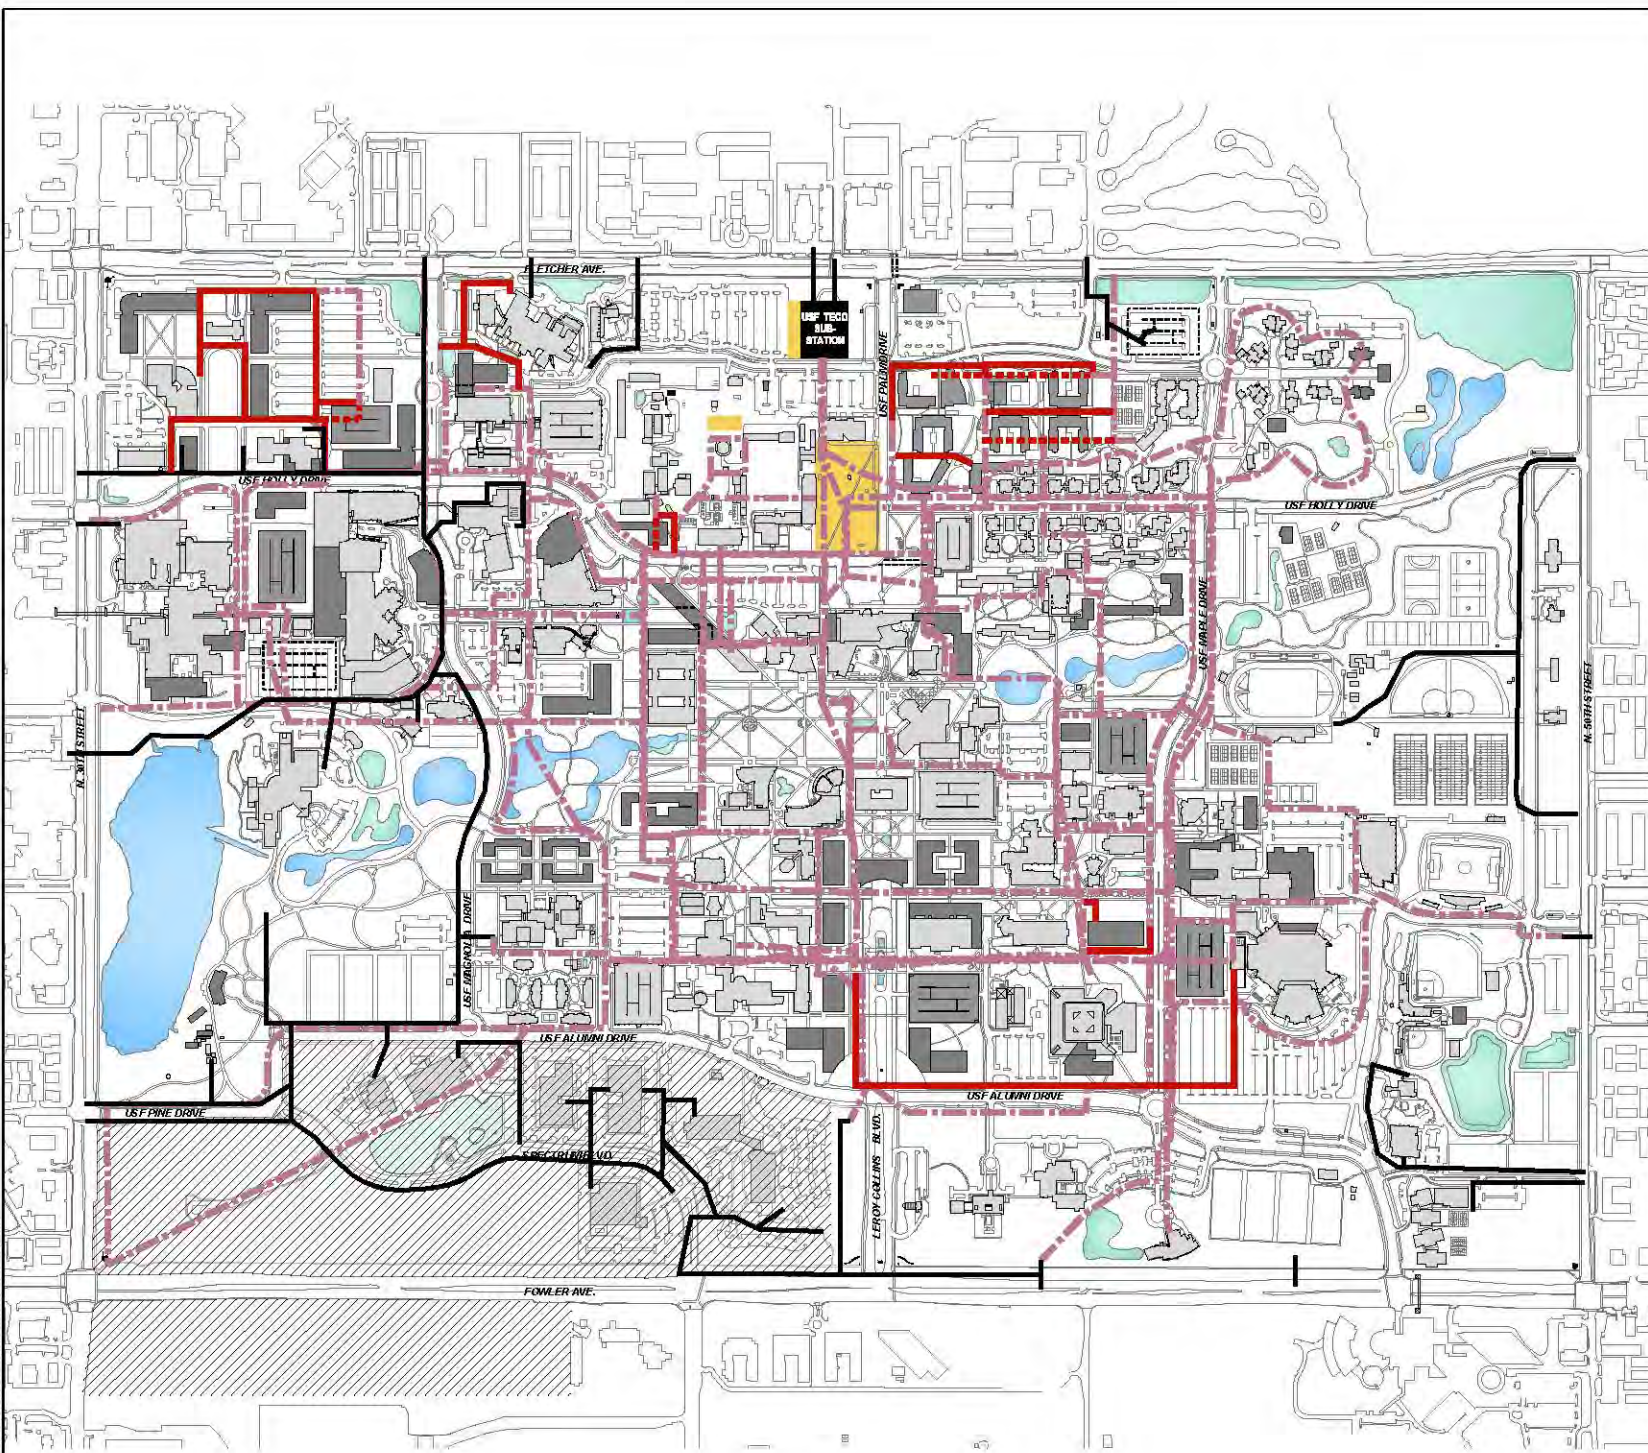 FLETCHER AVE.
USF TECO
SUB-
STATION
USF PALM DRIVE
USF HOLLY DRIVE
USF HOLLY DRIVE
USF MAPLE DRIVE
N. 30TH STREET
N. 50TH STREET
USF MAGNOLIA DRIVE
USF ALUMNI DRIVE
USF PINE DRIVE
USF ALUMNI DRIVE
SPECTRUM BLVD.
LEROY COLLINS BLVD.
FOWLER AVE.